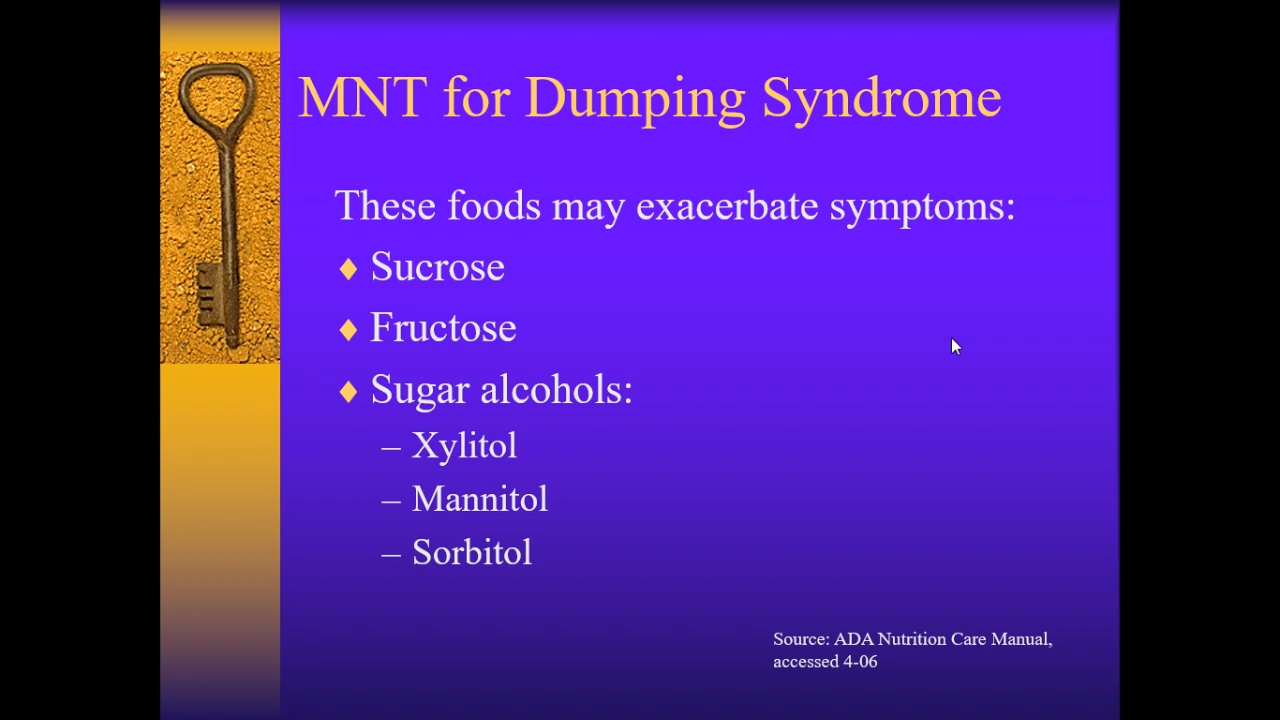 MNT for Dumping Syndrome
These foods may exacerbate symptoms:
♦ Sucrose
♦ Fructose
♦ Sugar alcohols:
– Xylitol
– Mannitol
– Sorbitol
Source: ADA Nutrition Care Manual,
accessed 4-06